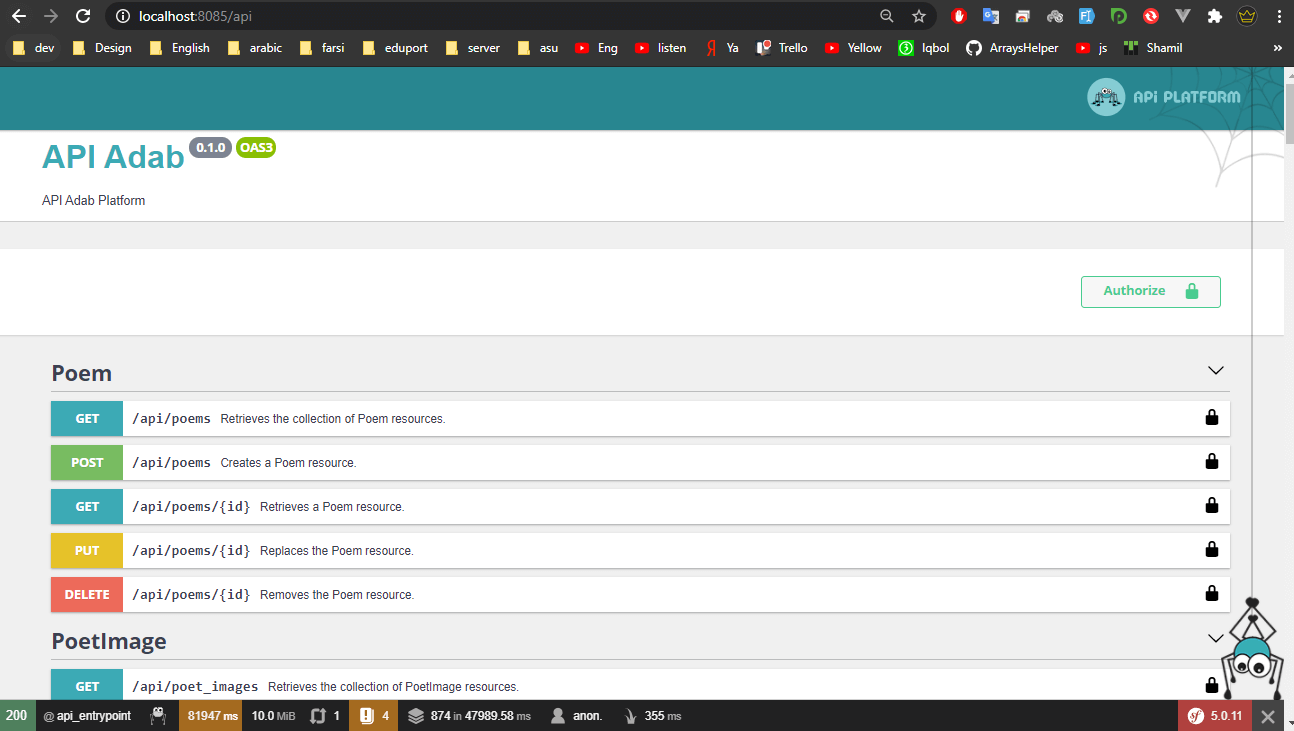 localhost:8085/api
dev Design English arabic farsi eduport server asu Eng listen Ya Trello Yellow Iqbol ArraysHelper js Shamil »
API PLATFORM
API Adab 0.1.0 OAS3
API Adab Platform
Authorize
Poem
GET /api/poems Retrieves the collection of Poem resources.
POST /api/poems Creates a Poem resource.
GET /api/poems/{id} Retrieves a Poem resource.
PUT /api/poems/{id} Replaces the Poem resource.
DELETE /api/poems/{id} Removes the Poem resource.
PoetImage
GET /api/poet_images Retrieves the collection of PoetImage resources.
200 @ api_entrypoint 81947 ms 10.0 MiB 1 4 874 in 47989.58 ms anon. 355 ms sf 5.0.11